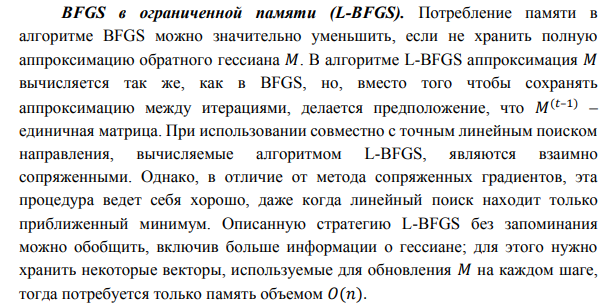 BFGS в ограниченной памяти (L-BFGS). Потребление памяти в
алгоритме BFGS можно значительно уменьшить, если не хранить полную
аппроксимацию обратного гессиана 𝑀. В алгоритме L-BFGS аппроксимация 𝑀
вычисляется так же, как в BFGS, но, вместо того чтобы сохранять
аппроксимацию между итерациями, делается предположение, что 𝑀⁽ᵗ⁻¹⁾ –
единичная матрица. При использовании совместно с точным линейным поиском
направления, вычисляемые алгоритмом L-BFGS, являются взаимно
сопряженными. Однако, в отличие от метода сопряженных градиентов, эта
процедура ведет себя хорошо, даже когда линейный поиск находит только
приближенный минимум. Описанную стратегию L-BFGS без запоминания
можно обобщить, включив больше информации о гессиане; для этого нужно
хранить некоторые векторы, используемые для обновления 𝑀 на каждом шаге,
тогда потребуется только память объемом 𝑂(𝑛).